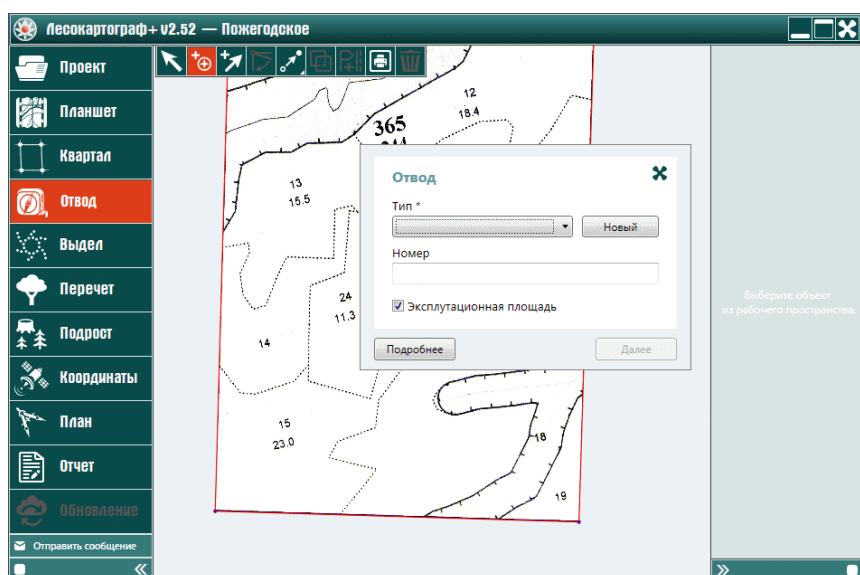 Лесокартограф+ v2.52 — Пожегодское
Проект
Планшет
Квартал
Отвод
Выдел
Перечет
Подрост
Координаты
План
Отчет
Обновление
Отправить сообщение
12
18.4
365
13
15.5
24
11.3
14
15
23.0
18
19
Отвод
Тип *
Новый
Номер
Эксплутационная площадь
Подробнее
Далее
Выберите объект
из рабочего пространства.